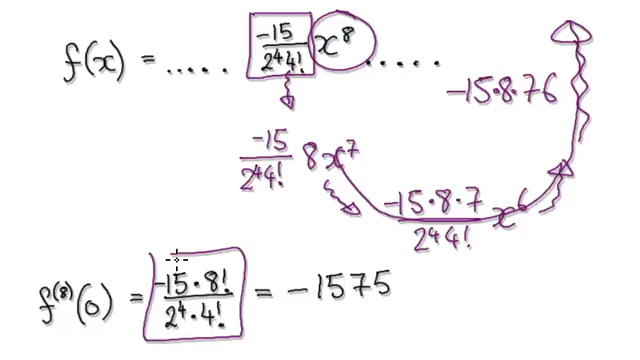 f(x) = ..... -15/2⁴4! x⁸ .....
-15·8·76
-15/2⁴4! 8x⁷
-15·8·7/2⁴4! x⁶
f⁽⁸⁾(0) = -15·8!/2⁴·4! = -1575